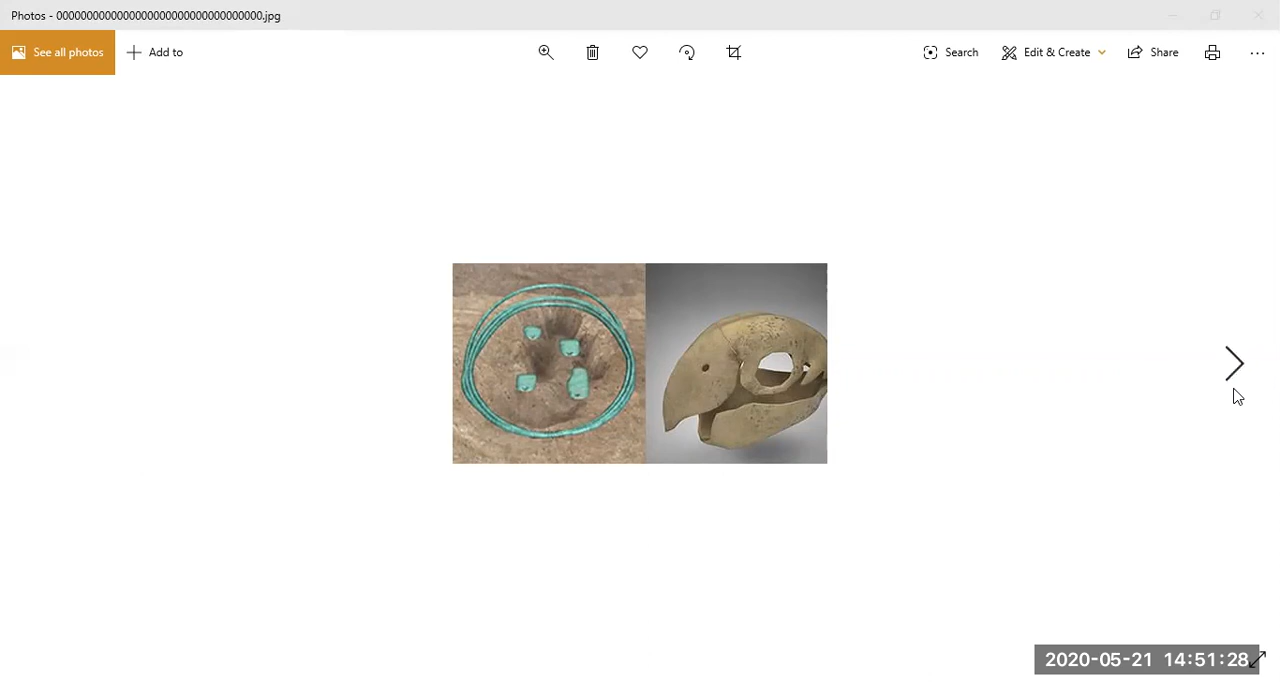 Photos - 000000000000000000000000000000000.jpg
See all photos
Add to
Search
Edit & Create
Share
2020-05-21 14:51:28